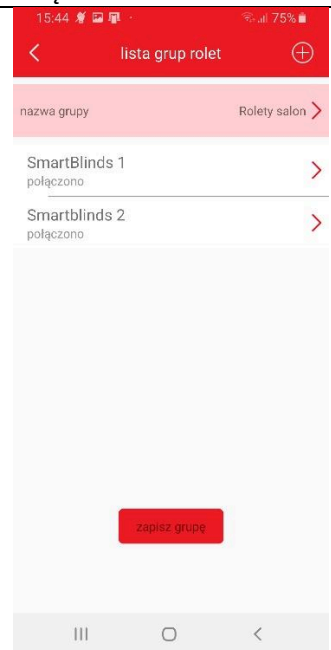 15:44 75%
lista grup rolet
nazwa grupy Rolety salon
SmartBlinds 1
połączono
Smartblinds 2
połączono
zapisz grupę